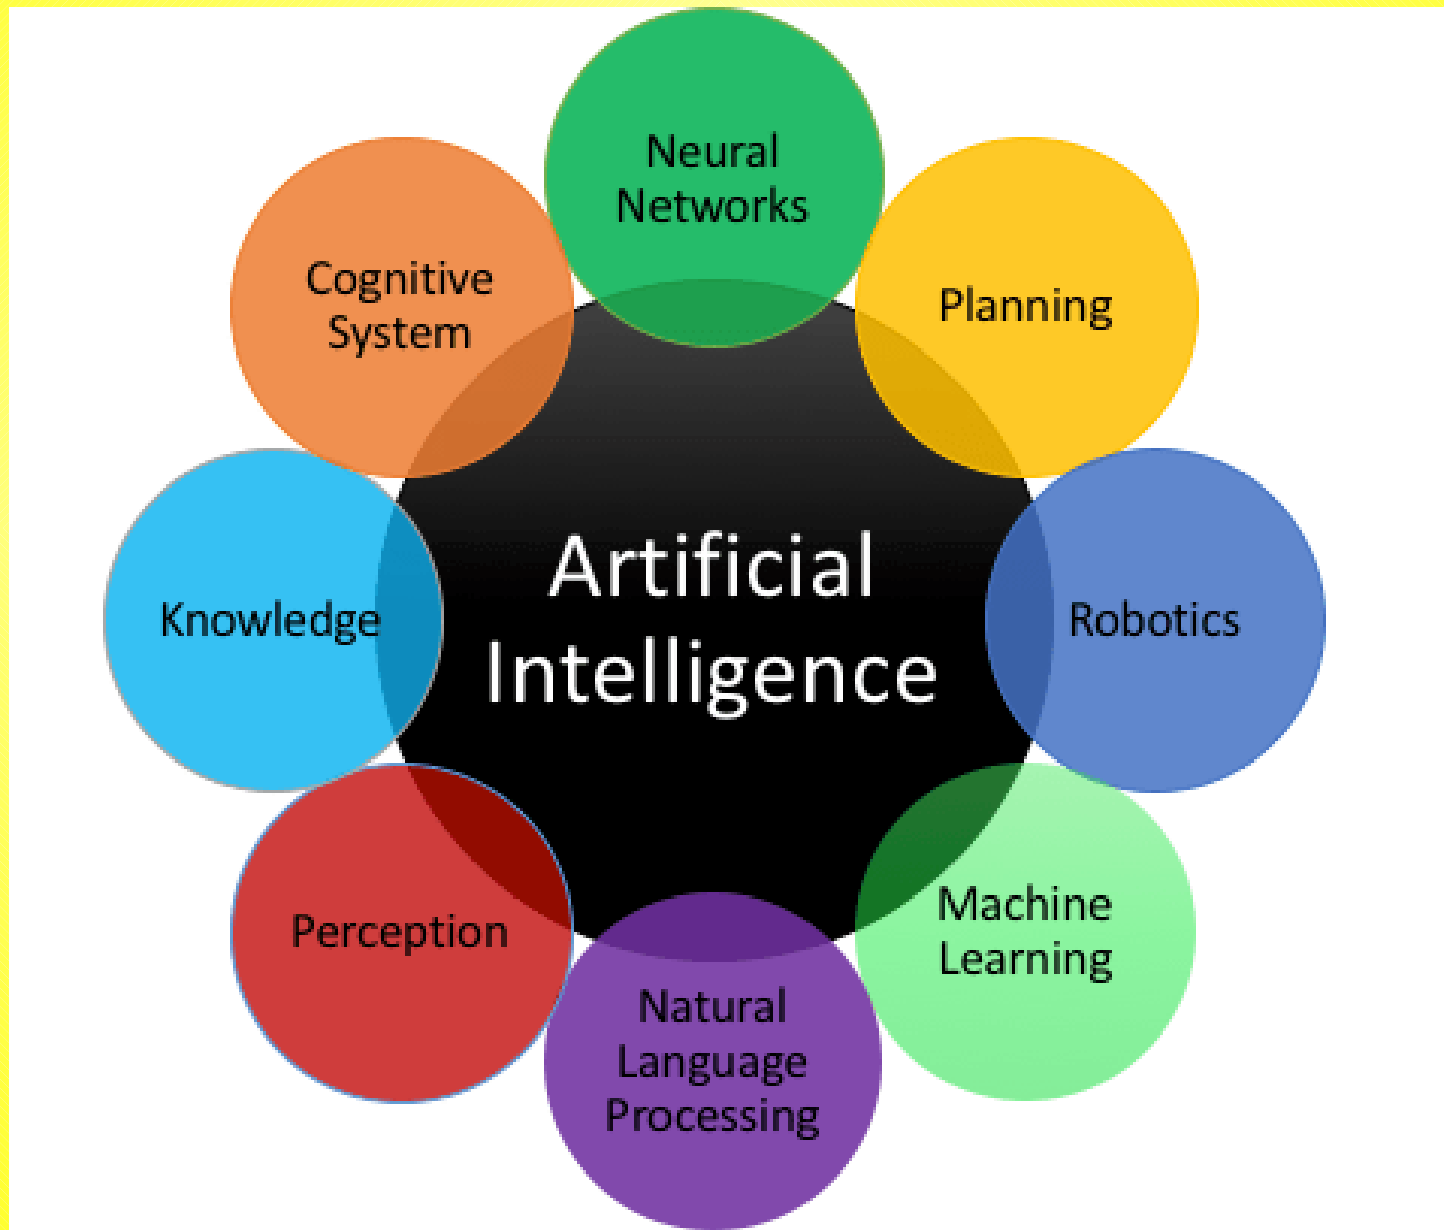 Neural
Networks
Planning
Robotics
Machine
Learning
Natural
Language
Processing
Perception
Knowledge
Cognitive
System
Artificial
Intelligence